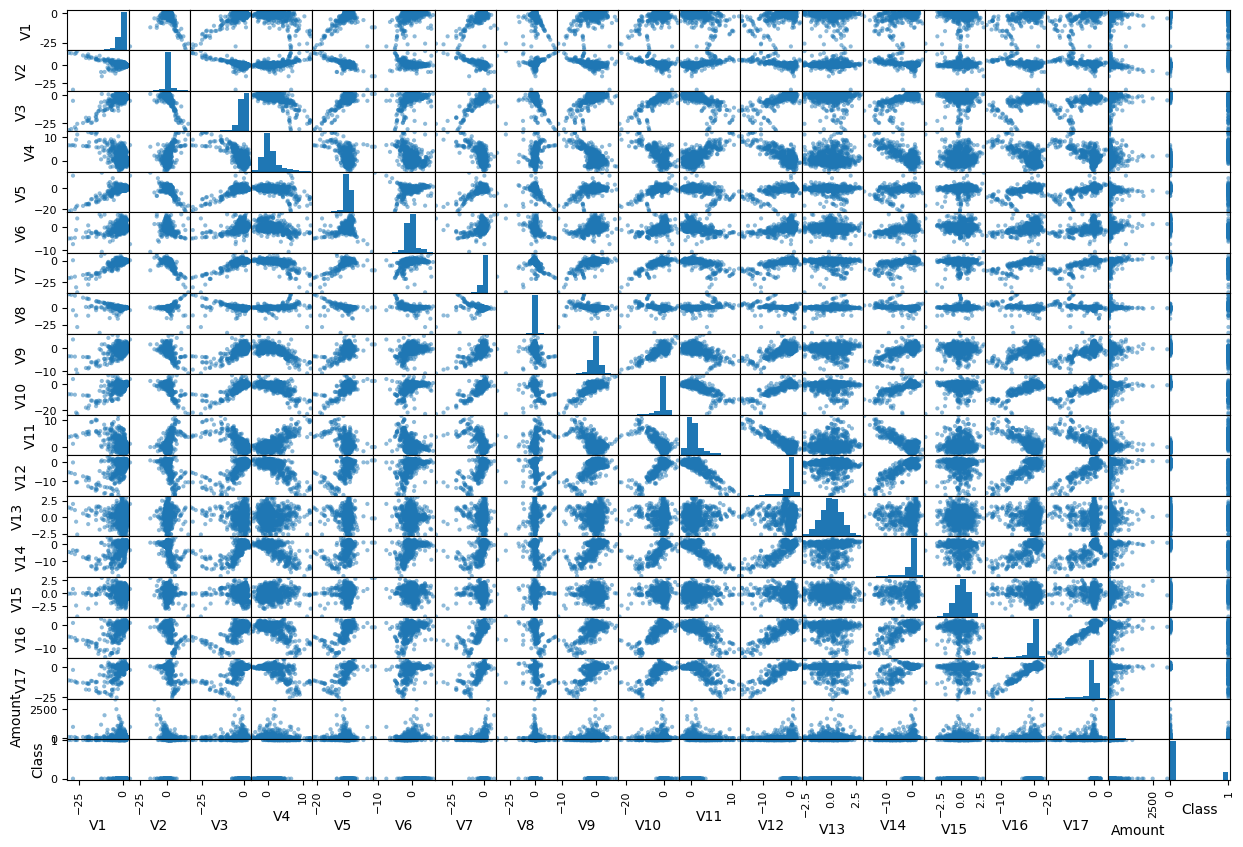 V1 0 −25
V2 0 −25
V3 0 −25
V4 10 0
V5 0 −20
V6 0 −10
V7 0 −25
V8 0 −25
V9 0 −10
V10 0 −20
V11 10 0
V12 0 −10
V13 2.5 0.0 −2.5
V14 0 −10
V15 2.5 0.0 −2.5
V16 0 −10
V17 0 −25
Amount 2500 0
Class 1 0
−25 0 −25 0 −25 0 0 10 −20 0 −10 0 −25 0 −25 0 −10 0 −20 0 0 10 −10 0 −2.5 0.0 2.5 −10 0 −2.5 0.0 2.5 −10 0 −25 0 0 2500 0 1
V1 V2 V3 V4 V5 V6 V7 V8 V9 V10 V11 V12 V13 V14 V15 V16 V17 Amount Class